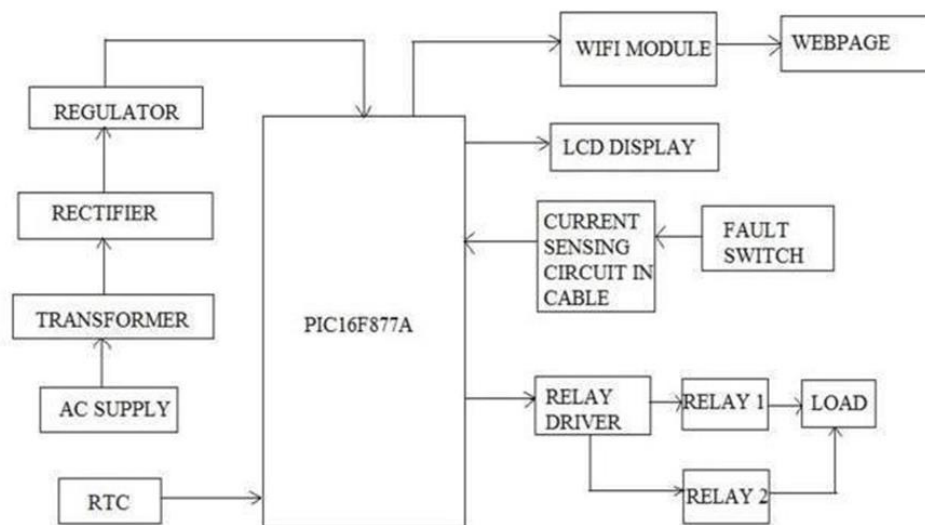 WIFI MODULE
WEBPAGE
REGULATOR
LCD DISPLAY
RECTIFIER
CURRENT
SENSING
CIRCUIT IN
CABLE
FAULT
SWITCH
TRANSFORMER
PIC16F877A
AC SUPPLY
RELAY
DRIVER
RELAY 1
LOAD
RTC
RELAY 2